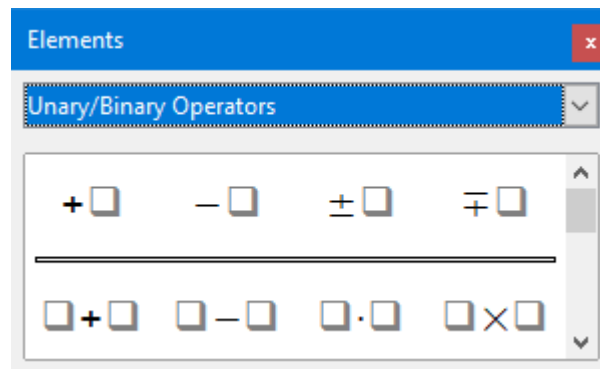 Elements
x
Unary/Binary Operators
+❑ −❑ ±❑ ∓❑
❑+❑ ❑−❑ ❑·❑ ❑×❑